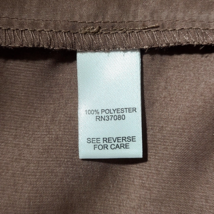 100% POLYESTER
RN37080
SEE REVERSE
FOR CARE